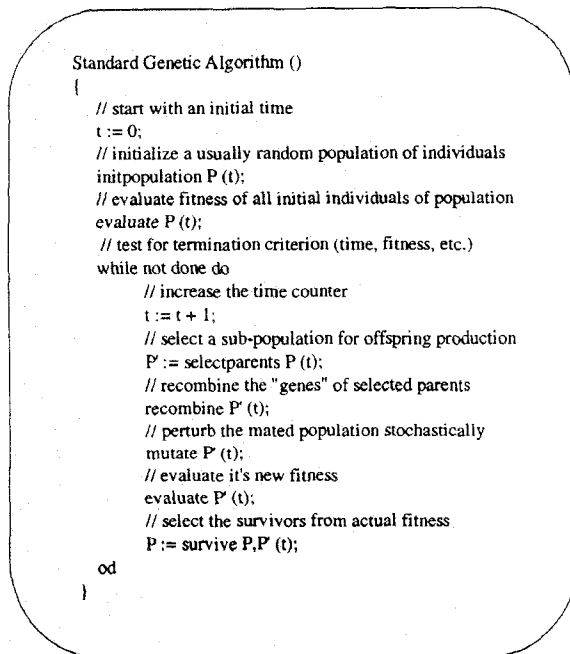 Standard Genetic Algorithm ()
{
// start with an initial time
t := 0;
// initialize a usually random population of individuals
initpopulation P (t);
// evaluate fitness of all initial individuals of population
evaluate P (t);
// test for termination criterion (time, fitness, etc.)
while not done do
// increase the time counter
t := t + 1;
// select a sub-population for offspring production
P' := selectparents P (t);
// recombine the "genes" of selected parents
recombine P' (t);
// perturb the mated population stochastically
mutate P' (t);
// evaluate it's new fitness
evaluate P' (t);
// select the survivors from actual fitness
P := survive P,P' (t);
od
}